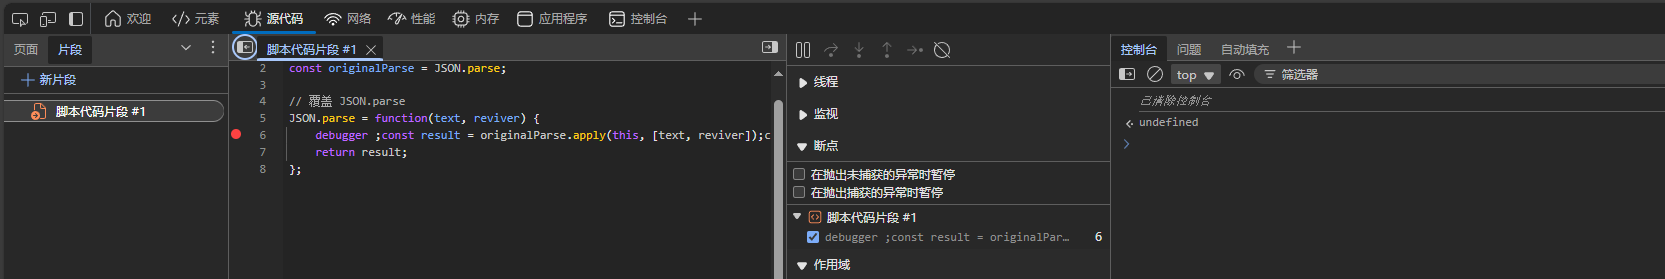 欢迎 元素 源代码 网络 性能 内存 应用程序 控制台
页面 片段
新片段
脚本代码片段 #1
脚本代码片段 #1
2 const originalParse = JSON.parse;
3
4 // 覆盖 JSON.parse
5 JSON.parse = function(text, reviver) {
6 debugger ;const result = originalParse.apply(this, [text, reviver]);c
7 return result;
8 };
线程
监视
断点
在抛出未捕获的异常时暂停
在抛出捕获的异常时暂停
脚本代码片段 #1
debugger ;const result = originalPar… 6
作用域
控制台 问题 自动填充
top 筛选器
已清除控制台
undefined